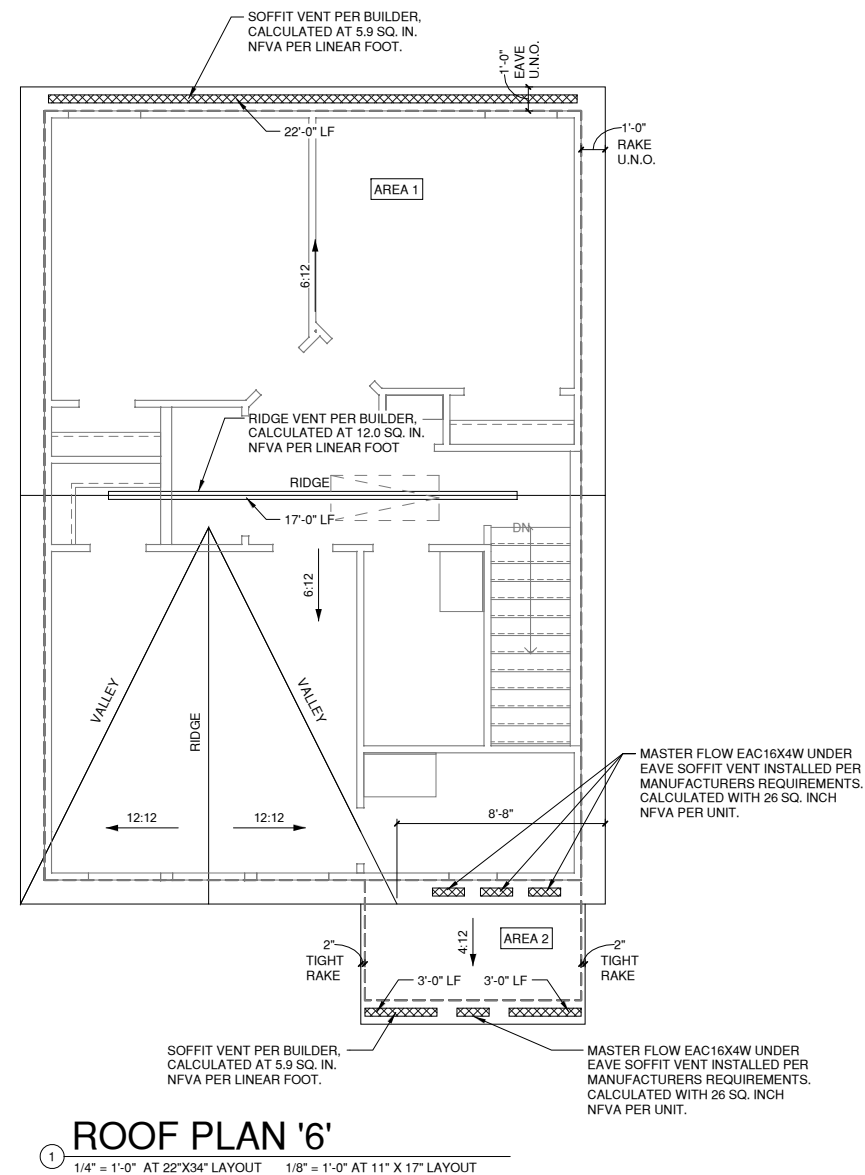 SOFFIT VENT PER BUILDER,
CALCULATED AT 5.9 SQ. IN.
NFVA PER LINEAR FOOT.
1'-0"
EAVE
U.N.O.
22'-0" LF
1'-0"
RAKE
U.N.O.
AREA 1
6:12
RIDGE VENT PER BUILDER,
CALCULATED AT 12.0 SQ. IN.
NFVA PER LINEAR FOOT
RIDGE
17'-0" LF
DN
6:12
VALLEY
RIDGE
VALLEY
MASTER FLOW EAC16X4W UNDER
EAVE SOFFIT VENT INSTALLED PER
MANUFACTURERS REQUIREMENTS.
CALCULATED WITH 26 SQ. INCH
NFVA PER UNIT.
12:12
12:12
8'-8"
2"
TIGHT
RAKE
4:12
AREA 2
2"
TIGHT
RAKE
3'-0" LF
3'-0" LF
SOFFIT VENT PER BUILDER,
CALCULATED AT 5.9 SQ. IN.
NFVA PER LINEAR FOOT.
MASTER FLOW EAC16X4W UNDER
EAVE SOFFIT VENT INSTALLED PER
MANUFACTURERS REQUIREMENTS.
CALCULATED WITH 26 SQ. INCH
NFVA PER UNIT.
1
ROOF PLAN '6'
1/4" = 1'-0" AT 22"X34" LAYOUT 1/8" = 1'-0" AT 11" X 17" LAYOUT